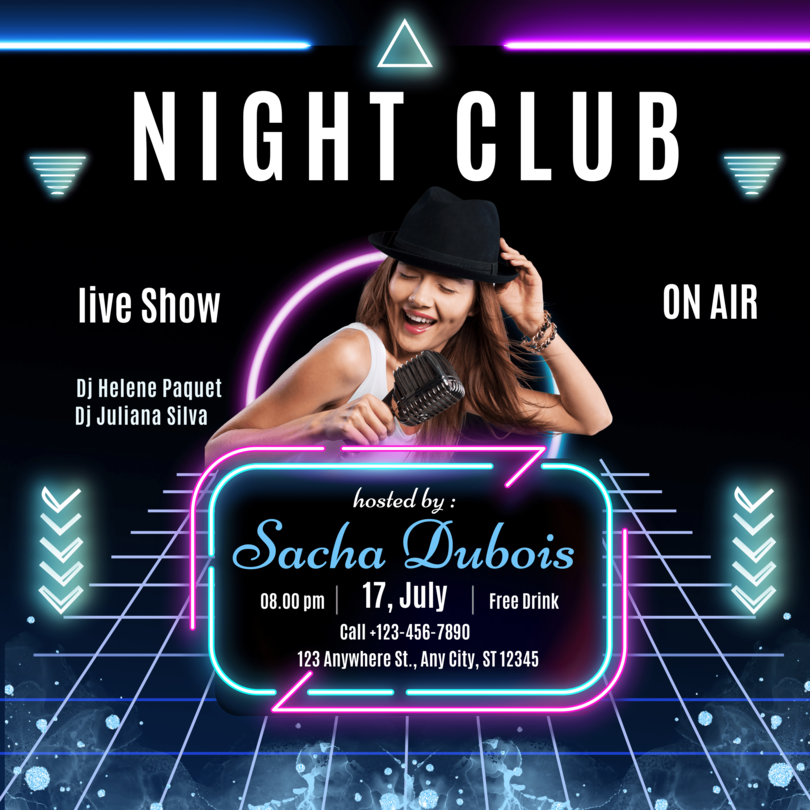 NIGHT CLUB
live Show
ON AIR
Dj Helene Paquet
Dj Juliana Silva
hosted by :
Sacha Dubois
08.00 pm | 17, July | Free Drink
Call +123-456-7890
123 Anywhere St., Any City, ST 12345